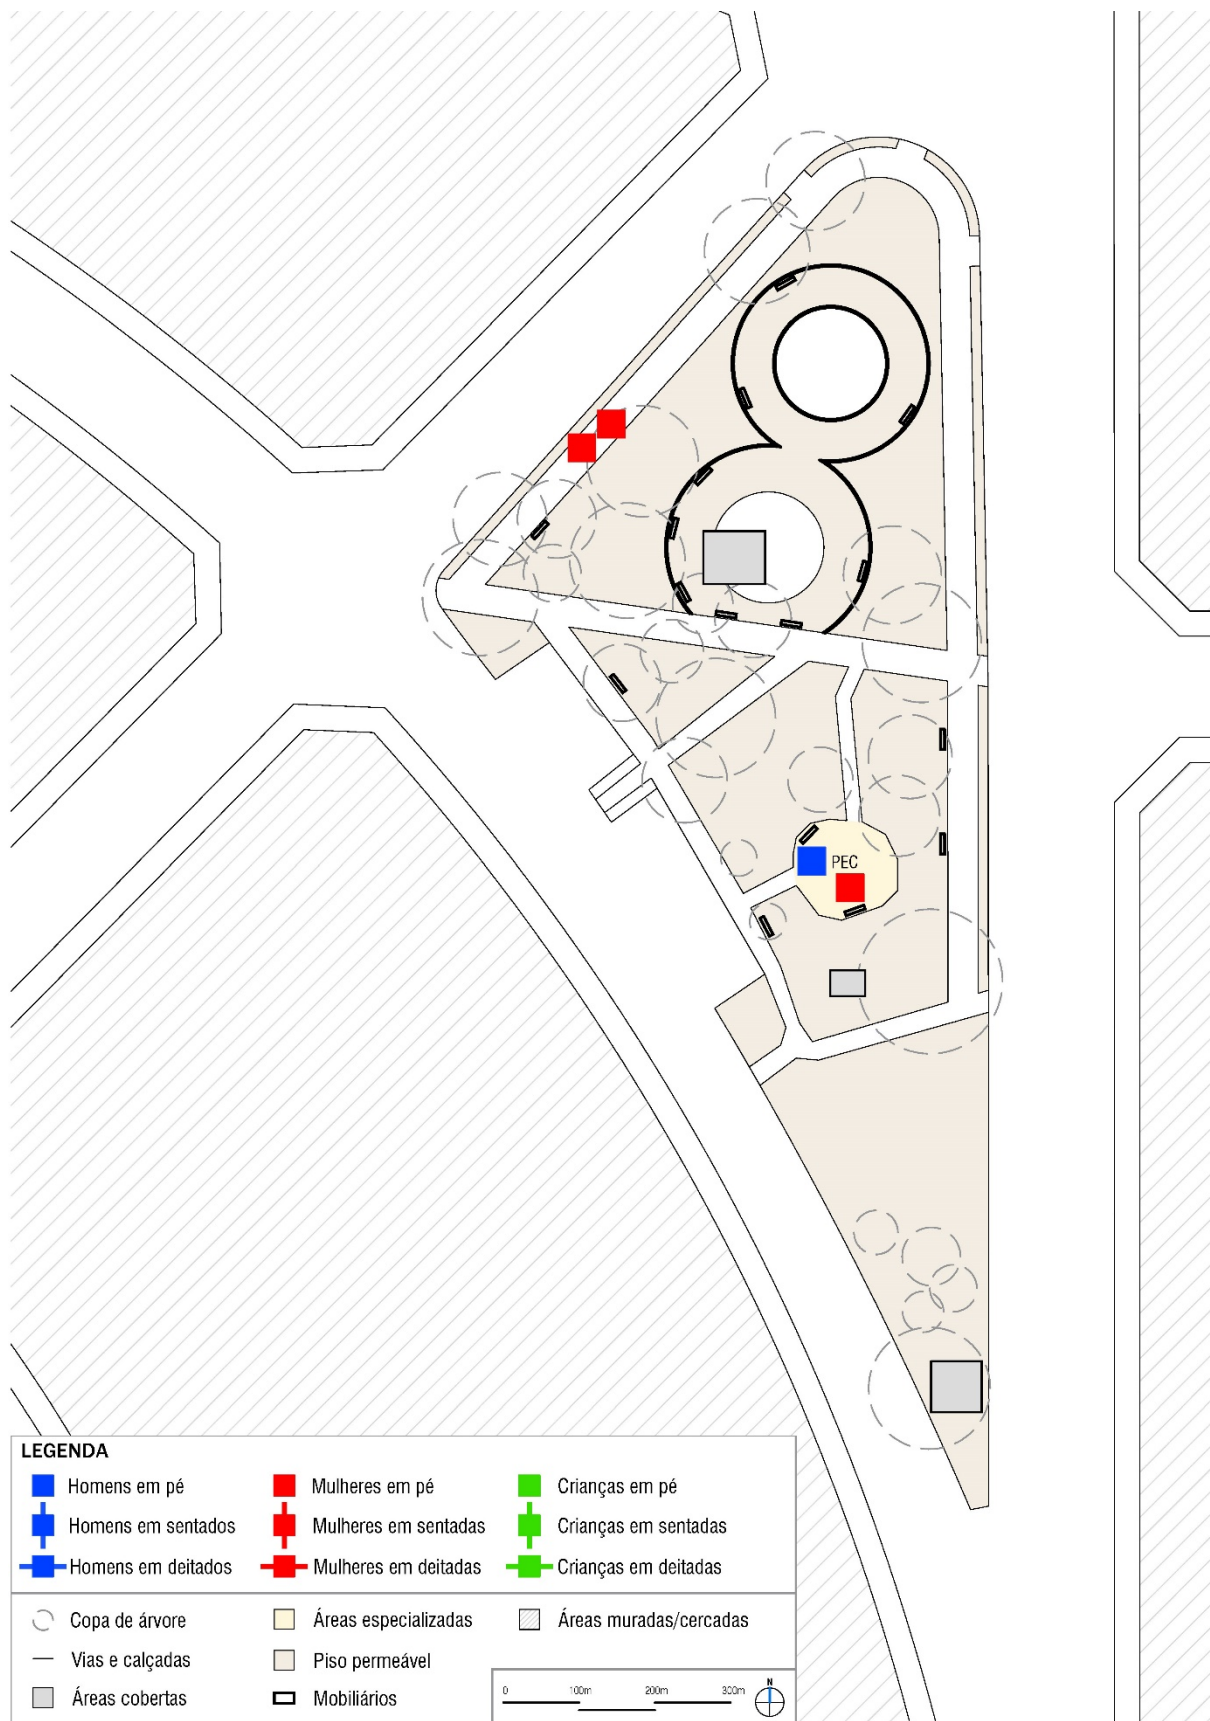 PEC
LEGENDA
Homens em pé
Mulheres em pé
Crianças em pé
Homens em sentados
Mulheres em sentadas
Crianças em sentadas
Homens em deitados
Mulheres em deitadas
Crianças em deitadas
Copa de árvore
Áreas especializadas
Áreas muradas/cercadas
Vias e calçadas
Piso permeável
Áreas cobertas
Mobiliários
0 100m 200m 300m
N